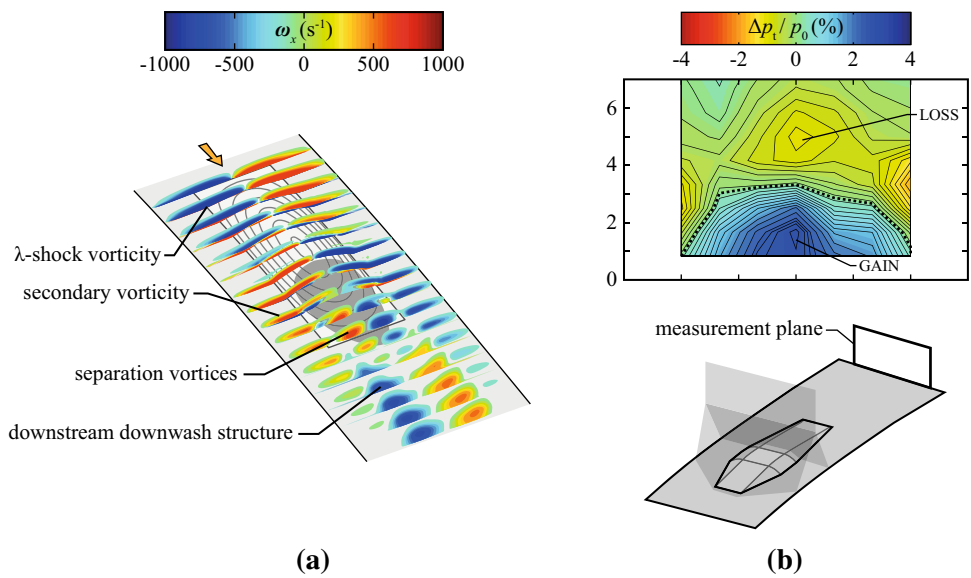 ωx (s-1)
-1000 -500 0 500 1000
λ-shock vorticity
secondary vorticity
separation vortices
downstream downwash structure
(a)
Δpt / p0 (%)
-4 -2 0 2 4
6
4
2
0
LOSS
GAIN
measurement plane
(b)